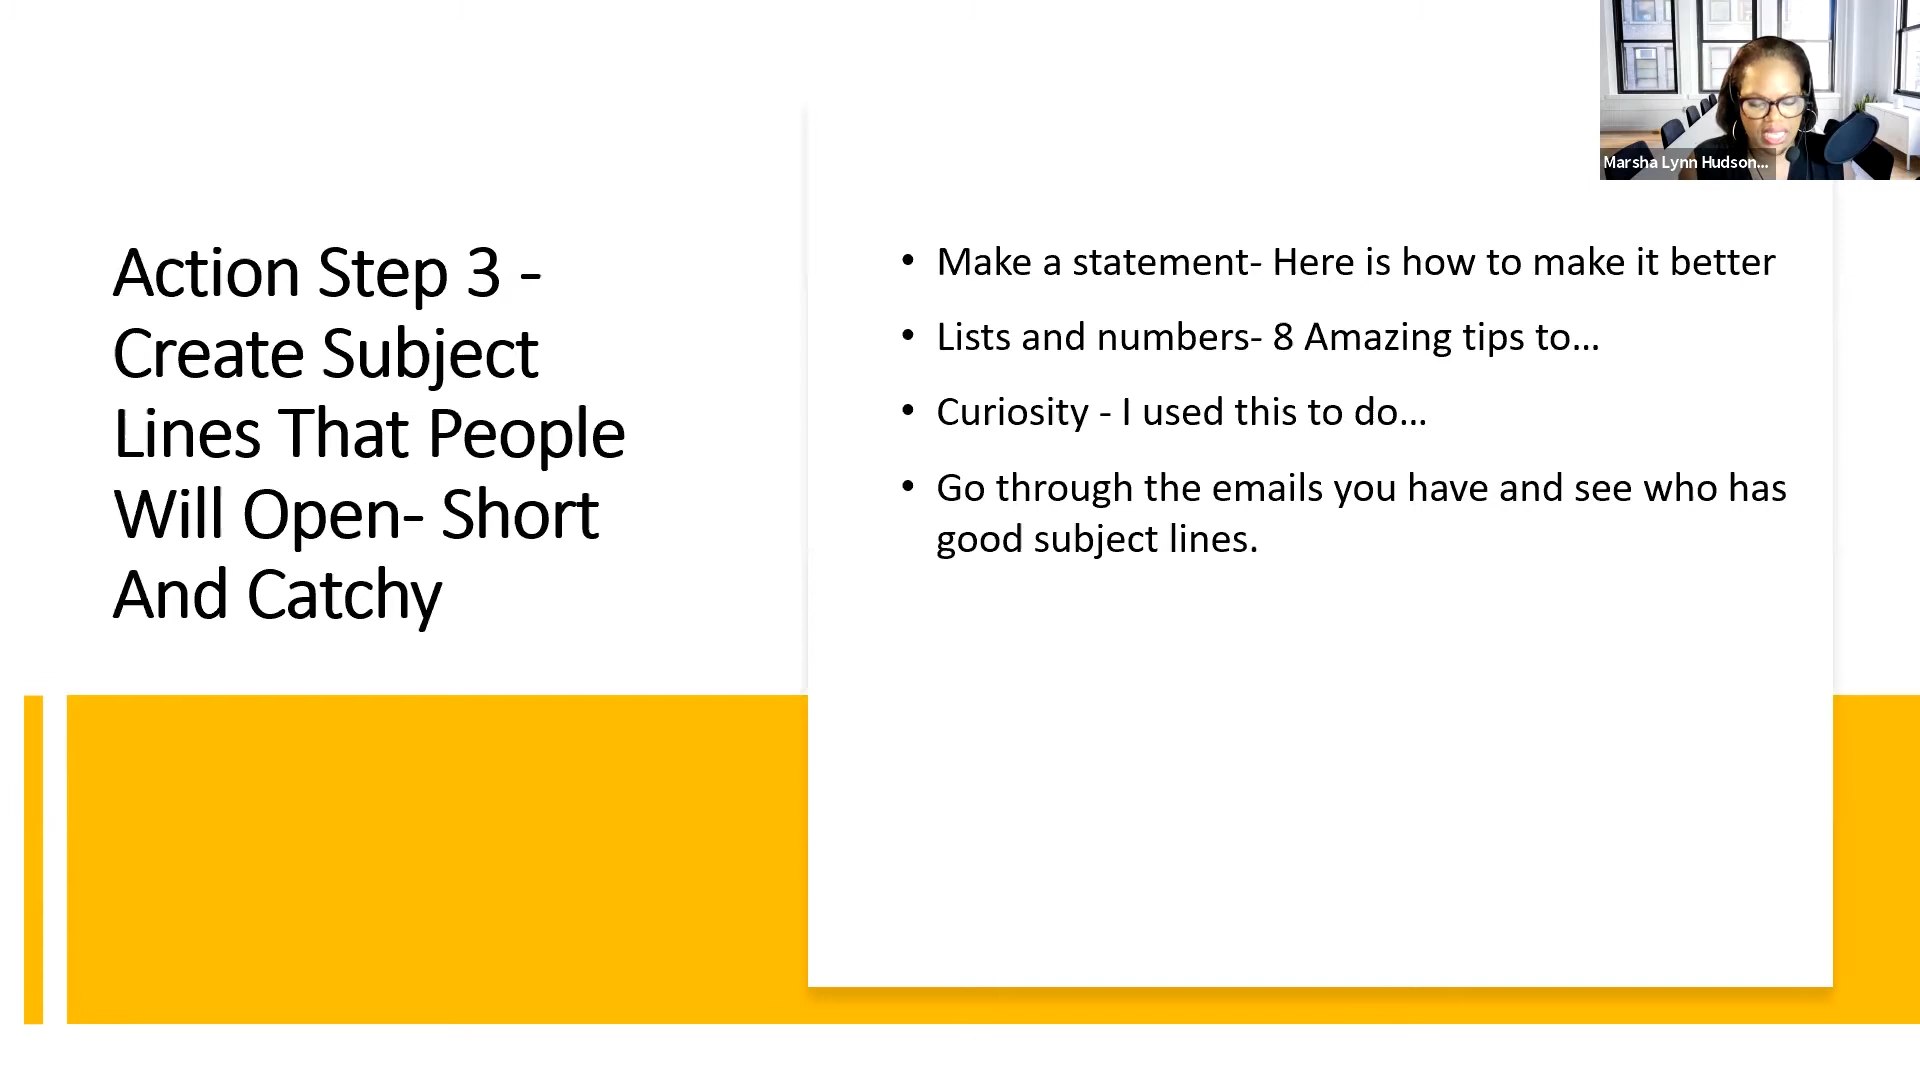 Marsha Lynn Hudson...
Action Step 3 -
Create Subject
Lines That People
Will Open- Short
And Catchy
• Make a statement- Here is how to make it better
• Lists and numbers- 8 Amazing tips to...
• Curiosity - I used this to do...
• Go through the emails you have and see who has
good subject lines.